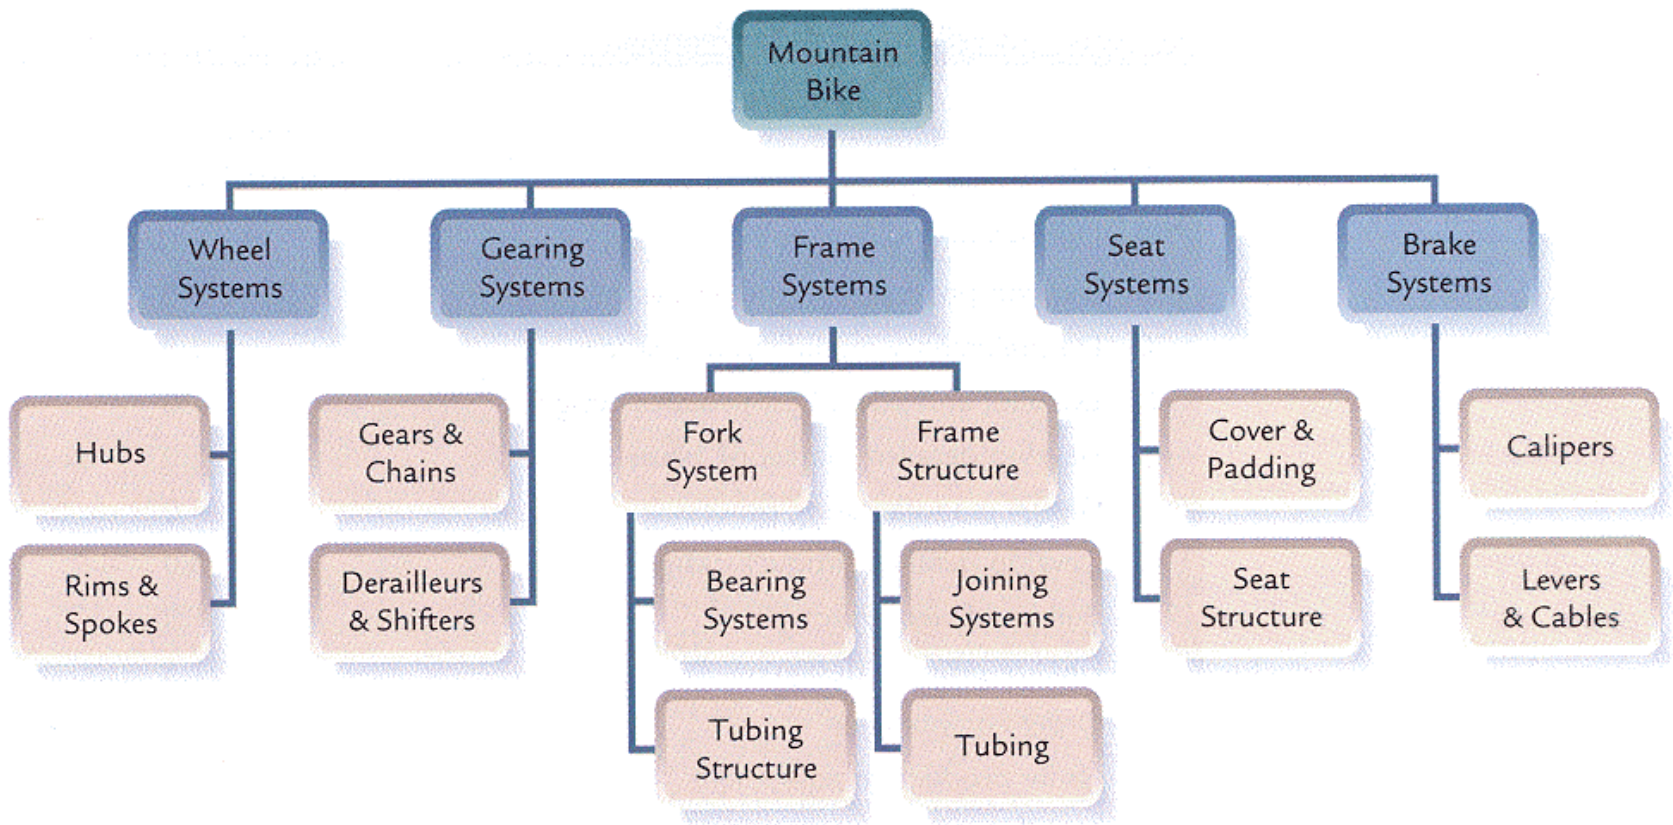 Mountain
Bike
Wheel
Systems
Gearing
Systems
Frame
Systems
Seat
Systems
Brake
Systems
Hubs
Gears &
Chains
Fork
System
Frame
Structure
Cover &
Padding
Calipers
Rims &
Spokes
Derailleurs
& Shifters
Bearing
Systems
Joining
Systems
Seat
Structure
Levers
& Cables
Tubing
Structure
Tubing